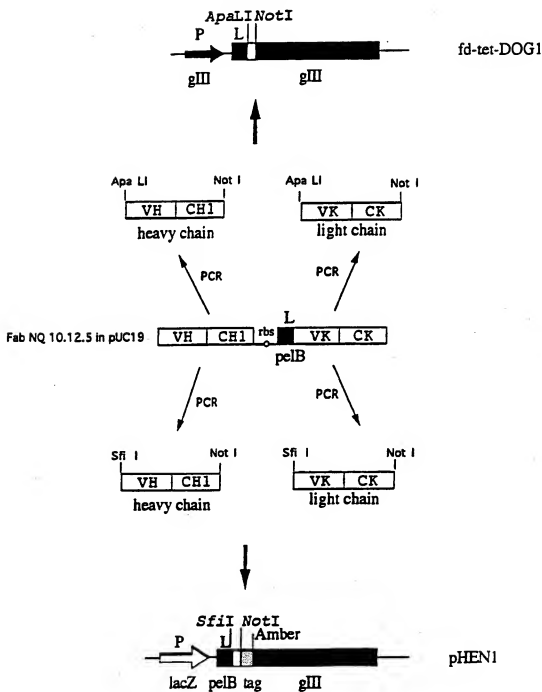 ApaLI NotI
P L
fd-tet-DOG1
gIII gIII
Apa LI Not I Apa LI Not I
VH CH1 VK CK
heavy chain light chain
PCR PCR
L
Fab NQ 10.12.5 in pUC19 VH CH1 rbs VK CK
pelB
PCR PCR
Sfi I Not I Sfi I Not I
VH CH1 VK CK
heavy chain light chain
SfiI NotI
P L Amber
pHEN1
lacZ pelB tag gIII